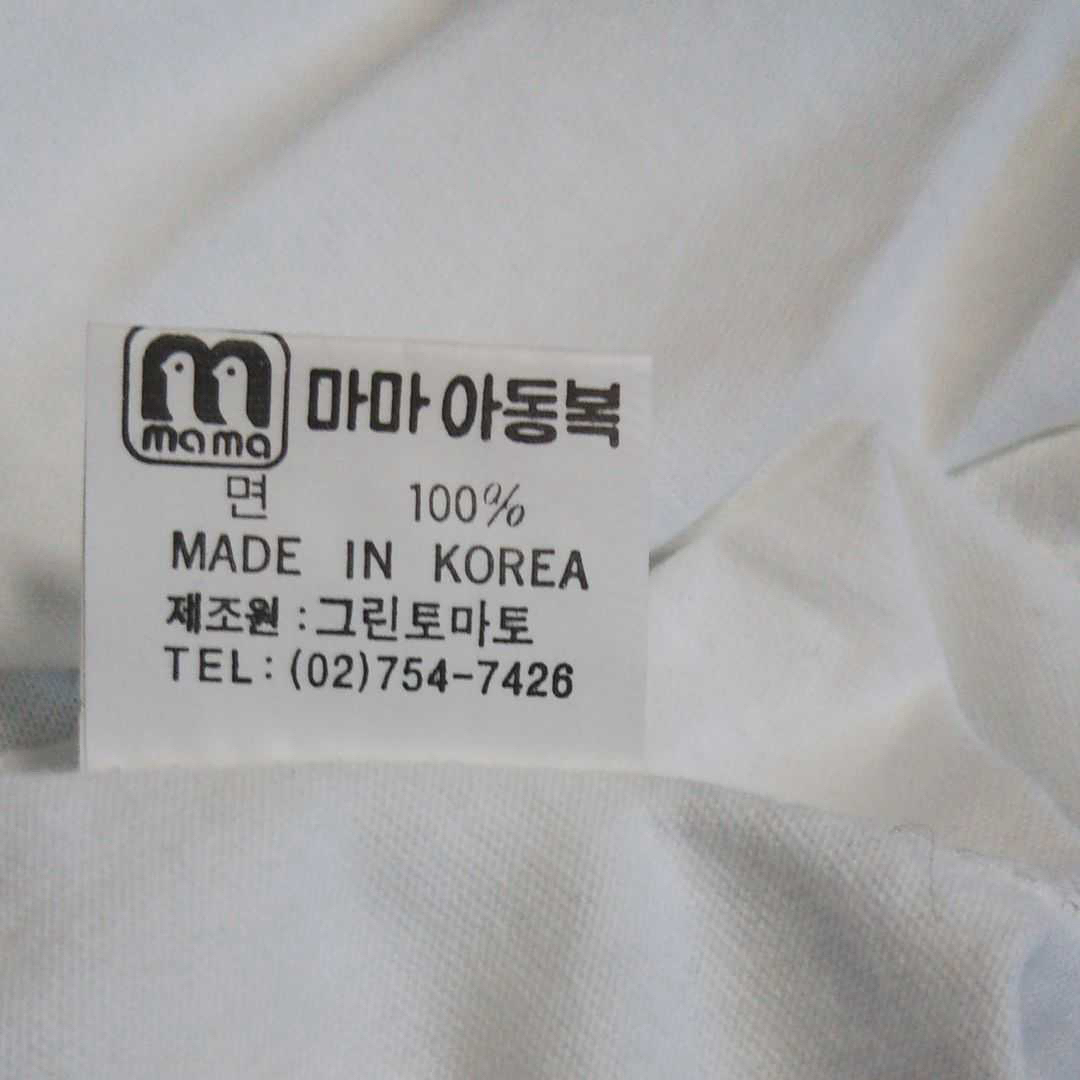 mama 마마아동복
면 100%
MADE IN KOREA
제조원 : 그린토마토
TEL: (02)754-7426